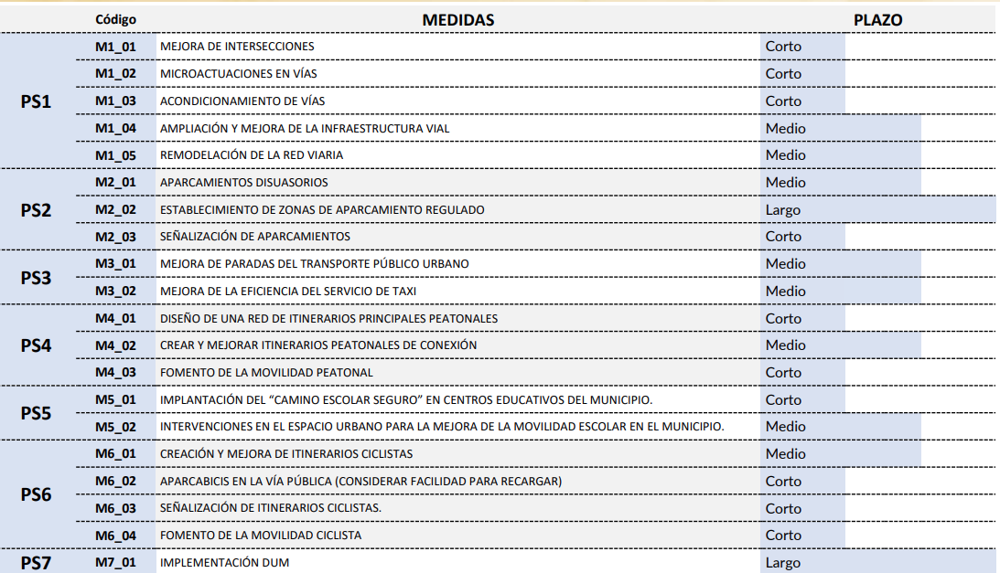 Código MEDIDAS PLAZO
PS1
M1_01 MEJORA DE INTERSECCIONES Corto
M1_02 MICROACTUACIONES EN VÍAS Corto
M1_03 ACONDICIONAMIENTO DE VÍAS Corto
M1_04 AMPLIACIÓN Y MEJORA DE LA INFRAESTRUCTURA VIAL Medio
M1_05 REMODELACIÓN DE LA RED VIARIA Medio
PS2
M2_01 APARCAMIENTOS DISUASORIOS Medio
M2_02 ESTABLECIMIENTO DE ZONAS DE APARCAMIENTO REGULADO Largo
M2_03 SEÑALIZACIÓN DE APARCAMIENTOS Corto
PS3
M3_01 MEJORA DE PARADAS DEL TRANSPORTE PÚBLICO URBANO Medio
M3_02 MEJORA DE LA EFICIENCIA DEL SERVICIO DE TAXI Medio
PS4
M4_01 DISEÑO DE UNA RED DE ITINERARIOS PRINCIPALES PEATONALES Corto
M4_02 CREAR Y MEJORAR ITINERARIOS PEATONALES DE CONEXIÓN Medio
M4_03 FOMENTO DE LA MOVILIDAD PEATONAL Corto
PS5
M5_01 IMPLANTACIÓN DEL “CAMINO ESCOLAR SEGURO” EN CENTROS EDUCATIVOS DEL MUNICIPIO. Corto
M5_02 INTERVENCIONES EN EL ESPACIO URBANO PARA LA MEJORA DE LA MOVILIDAD ESCOLAR EN EL MUNICIPIO. Medio
PS6
M6_01 CREACIÓN Y MEJORA DE ITINERARIOS CICLISTAS Medio
M6_02 APARCABICIS EN LA VÍA PÚBLICA (CONSIDERAR FACILIDAD PARA RECARGAR) Corto
M6_03 SEÑALIZACIÓN DE ITINERARIOS CICLISTAS. Corto
M6_04 FOMENTO DE LA MOVILIDAD CICLISTA Corto
PS7
M7_01 IMPLEMENTACIÓN DUM Largo